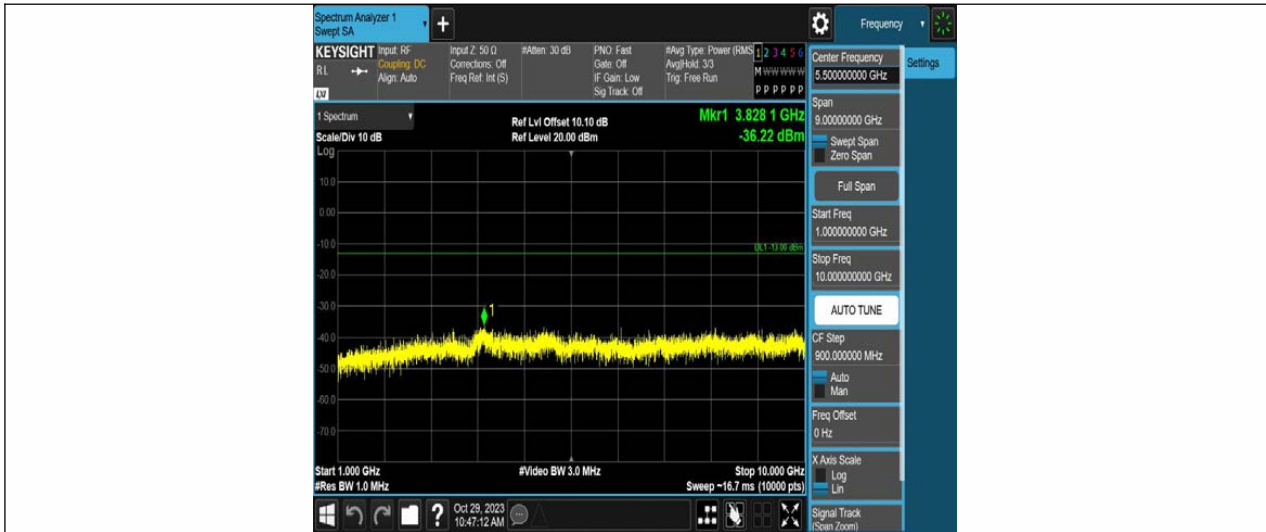 Spectrum Analyzer 1
Swept SA
+
Frequency
KEYSIGHT
RL
LXI
Input: RF
Coupling: DC
Align: Auto
Input Z: 50 Ω
Corrections: Off
Freq Ref: Int (S)
#Atten: 30 dB
PNO: Fast
Gate: Off
IF Gain: Low
Sig Track: Off
#Avg Type: Power (RMS
Avg|Hold: 3/3
Trig: Free Run
1 2 3 4 5 6
M W W W W W
P P P P P P
1 Spectrum
Scale/Div 10 dB
Log
Ref Lvl Offset 10.10 dB
Ref Level 20.00 dBm
Mkr1 3.828 1 GHz
-36.22 dBm
10.0
0.00
-10.0
DL1 -13.00 dBm
-20.0
-30.0
1
-40.0
-50.0
-60.0
-70.0
Start 1.000 GHz
#Res BW 1.0 MHz
#Video BW 3.0 MHz
Stop 10.000 GHz
Sweep ~16.7 ms (10000 pts)
?
Oct 29, 2023
10:47:12 AM
Center Frequency
5.500000000 GHz
Settings
Span
9.00000000 GHz
Swept Span
Zero Span
Full Span
Start Freq
1.000000000 GHz
Stop Freq
10.000000000 GHz
AUTO TUNE
CF Step
900.000000 MHz
Auto
Man
Freq Offset
0 Hz
X Axis Scale
Log
Lin
Signal Track
(Span Zoom)